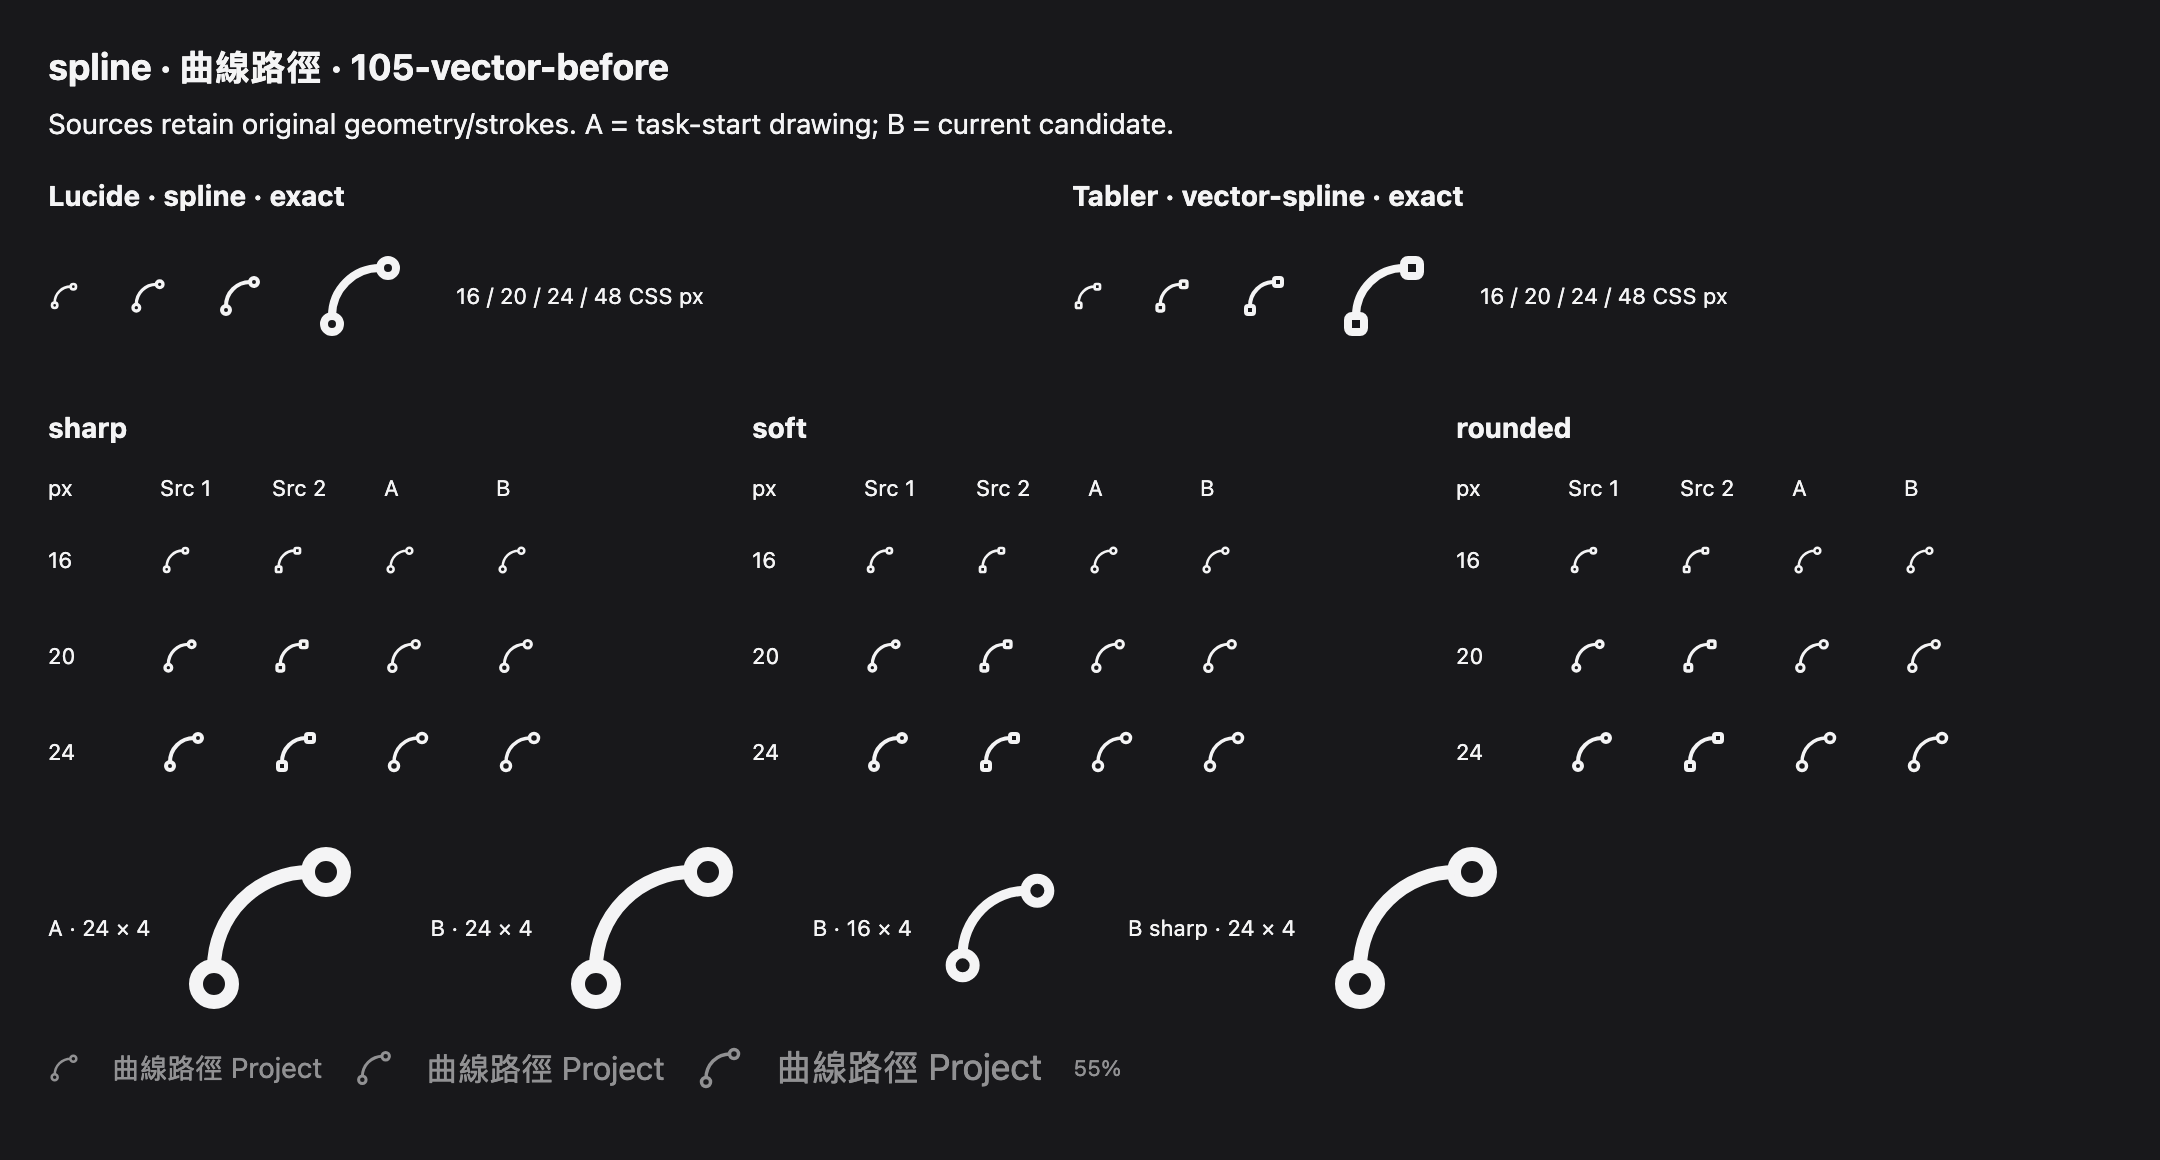 spline · 曲線路徑 · 105-vector-before
Sources retain original geometry/strokes. A = task-start drawing; B = current candidate.
Lucide · spline · exact
16 / 20 / 24 / 48 CSS px
Tabler · vector-spline · exact
16 / 20 / 24 / 48 CSS px
sharp
px Src 1 Src 2 A B
16
20
24
soft
px Src 1 Src 2 A B
16
20
24
rounded
px Src 1 Src 2 A B
16
20
24
A · 24 × 4
B · 24 × 4
B · 16 × 4
B sharp · 24 × 4
曲線路徑 Project
曲線路徑 Project
曲線路徑 Project
55%